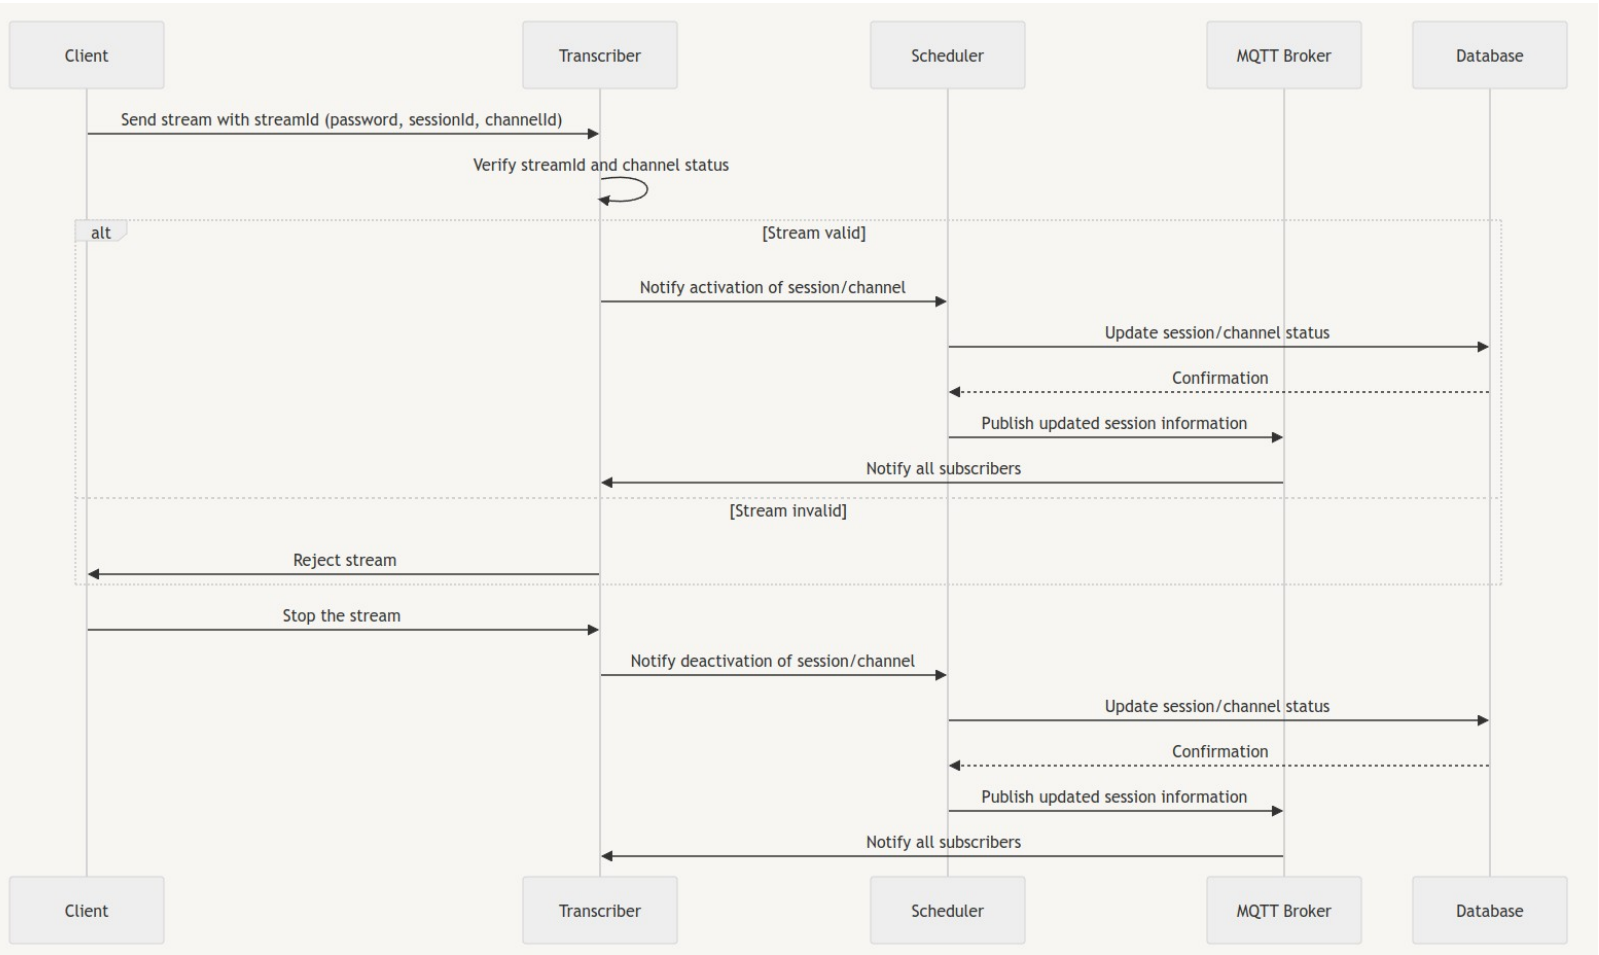 Client
Transcriber
Scheduler
MQTT Broker
Database
Send stream with streamId (password, sessionId, channelId)
Verify streamId and channel status
alt
[Stream valid]
Notify activation of session/channel
Update session/channel status
Confirmation
Publish updated session information
Notify all subscribers
[Stream invalid]
Reject stream
Stop the stream
Notify deactivation of session/channel
Update session/channel status
Confirmation
Publish updated session information
Notify all subscribers
Client
Transcriber
Scheduler
MQTT Broker
Database